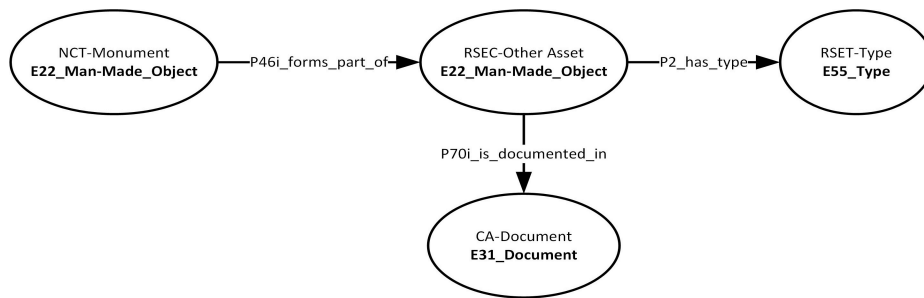 NCT-Monument
E22_Man-Made_Object
P46i_forms_part_of
RSEC-Other Asset
E22_Man-Made_Object
P2_has_type
RSET-Type
E55_Type
P70i_is_documented_in
CA-Document
E31_Document